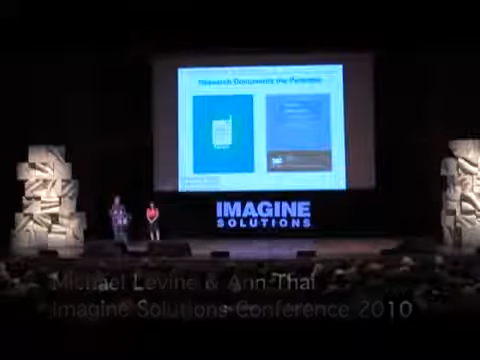 Research Documents the Potential
IMAGINE
SOLUTIONS
Michael Levine & Ann Thai
Imagine Solutions Conference 2010